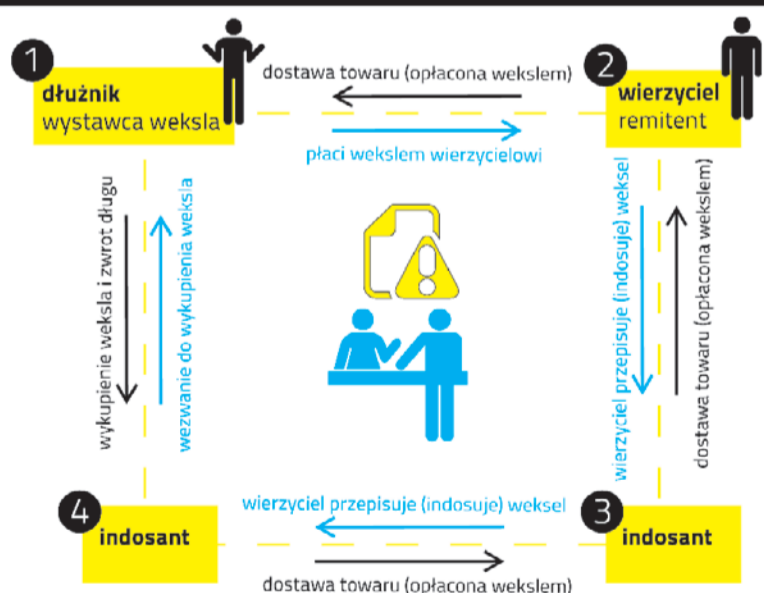 1
dłużnik
wystawca weksla
dostawa towaru (opłacona wekslem)
płaci wekslem wierzycielowi
2
wierzyciel
remitent
wykupienie weksla i zwrot długu
wezwanie do wykupienia weksla
wierzyciel przepisuje (indosuje) weksel
dostawa towaru (opłacona wekslem)
4
indosant
wierzyciel przepisuje (indosuje) weksel
dostawa towaru (opłacona wekslem)
3
indosant